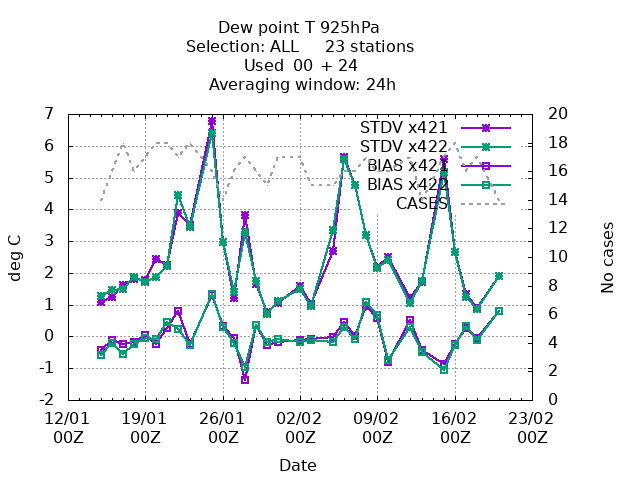 Dew point T 925hPa
Selection: ALL 23 stations
Used 00 + 24
Averaging window: 24h
7
6
5
4
3
2
1
0
-1
-2
deg C
20
18
16
14
12
10
8
6
4
2
0
No cases
STDV x421
STDV x422
BIAS x421
BIAS x422
CASES
12/01 19/01 26/01 02/02 09/02 16/02 23/02
00Z 00Z 00Z 00Z 00Z 00Z 00Z
Date